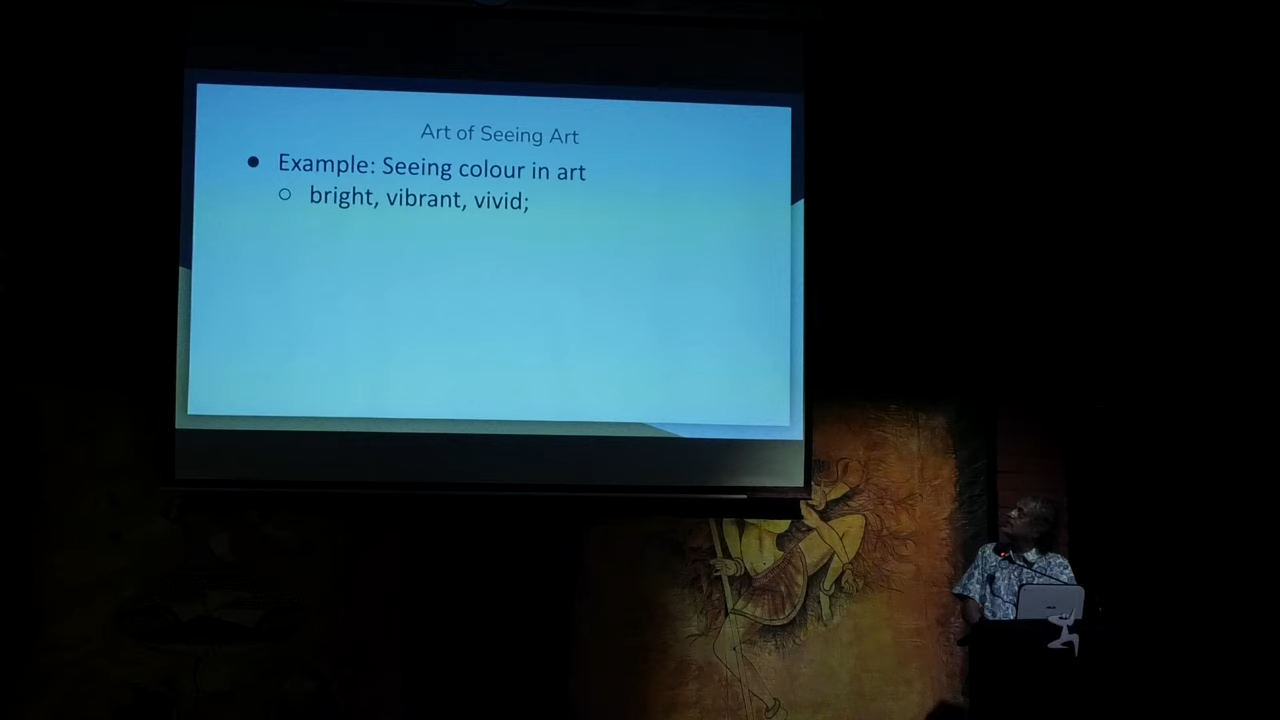 Art of Seeing Art
● Example: Seeing colour in art
○ bright, vibrant, vivid;